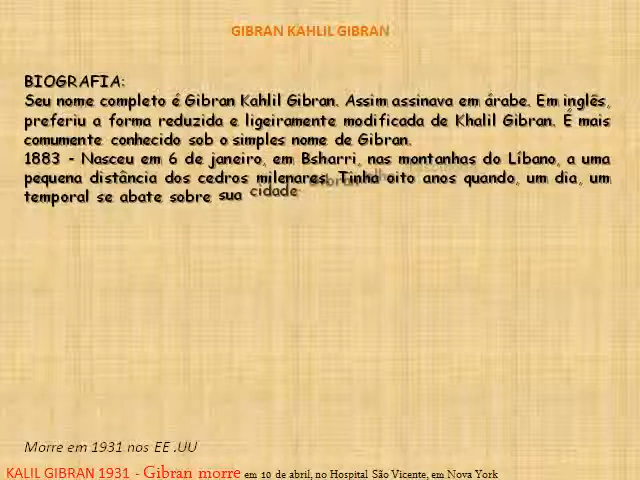 GIBRAN KAHLIL GIBRAN
BIOGRAFIA:
Seu nome completo é Gibran Kahlil Gibran. Assim assinava em árabe. Em inglês,
preferiu a forma reduzida e ligeiramente modificada de Khalil Gibran. É mais
comumente conhecido sob o simples nome de Gibran.
1883 - Nasceu em 6 de janeiro, em Bsharri, nas montanhas do Líbano, a uma
pequena distância dos cedros milenares. Tinha oito anos quando, um dia, um
temporal se abate sobre sua cidade
Gibran
Morre em 1931 nos EE .UU
KALIL GIBRAN 1931 - Gibran morre em 10 de abril, no Hospital São Vicente, em Nova York